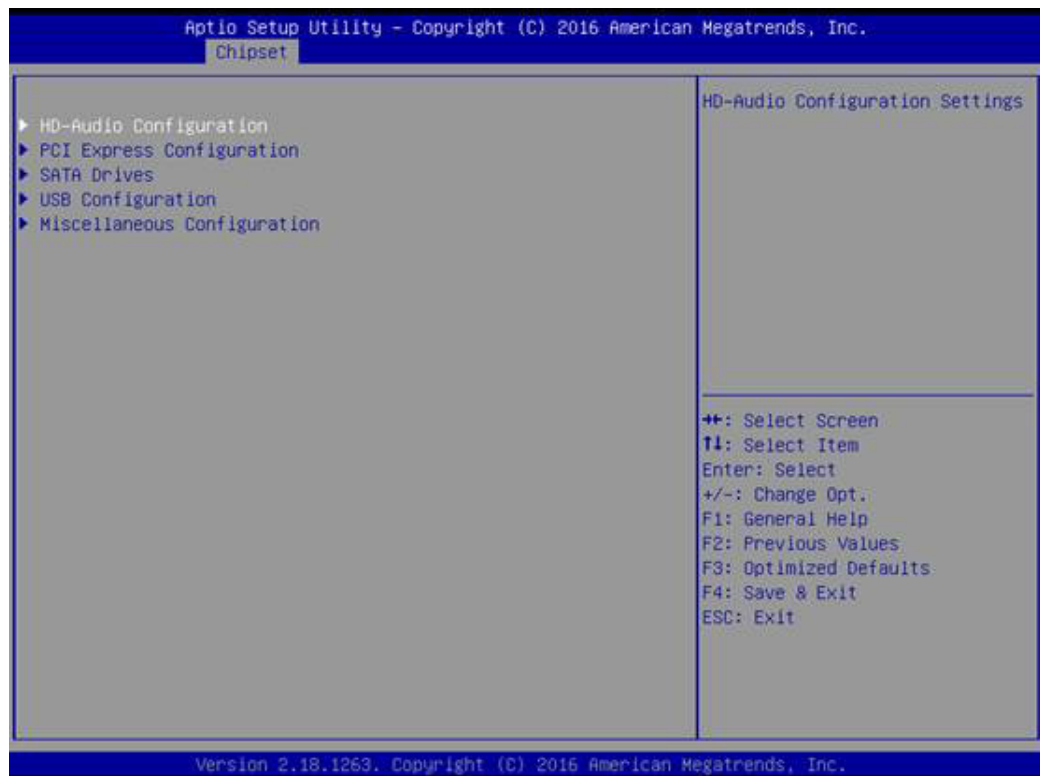 Aptio Setup Utility – Copyright (C) 2016 American Megatrends, Inc.
Chipset
▶ HD-Audio Configuration
▶ PCI Express Configuration
▶ SATA Drives
▶ USB Configuration
▶ Miscellaneous Configuration
HD-Audio Configuration Settings
→←: Select Screen
↑↓: Select Item
Enter: Select
+/-: Change Opt.
F1: General Help
F2: Previous Values
F3: Optimized Defaults
F4: Save & Exit
ESC: Exit
Version 2.18.1263. Copyright (C) 2016 American Megatrends, Inc.